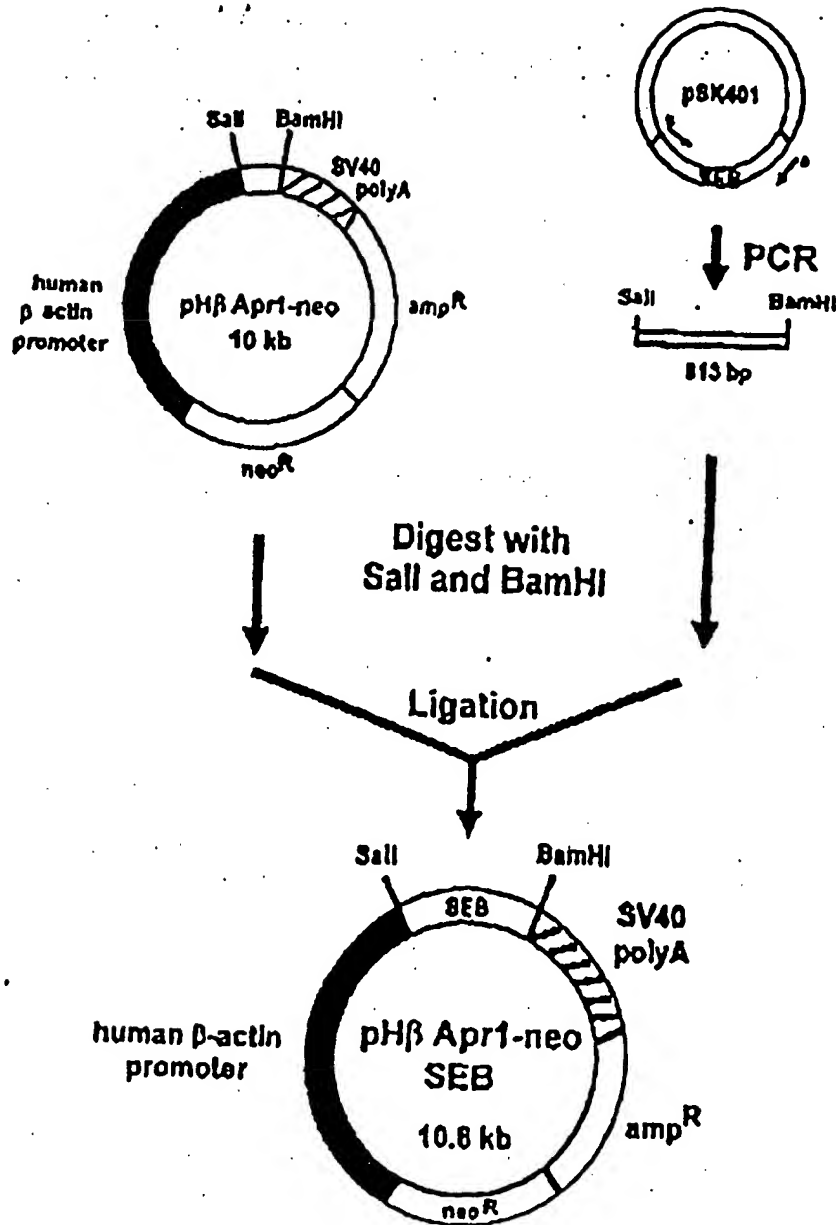 pSK401
SalI BamHI
SV40
polyA
human
β actin
promoter
pHβ Apr1-neo
10 kb
ampR
neoR
SEB
PCR
SalI BamHI
813 bp
Digest with
SalI and BamHI
Ligation
SalI BamHI
SEB
SV40
polyA
human β-actin
promoter
pHβ Apr1-neo
SEB
10.8 kb
ampR
neoR